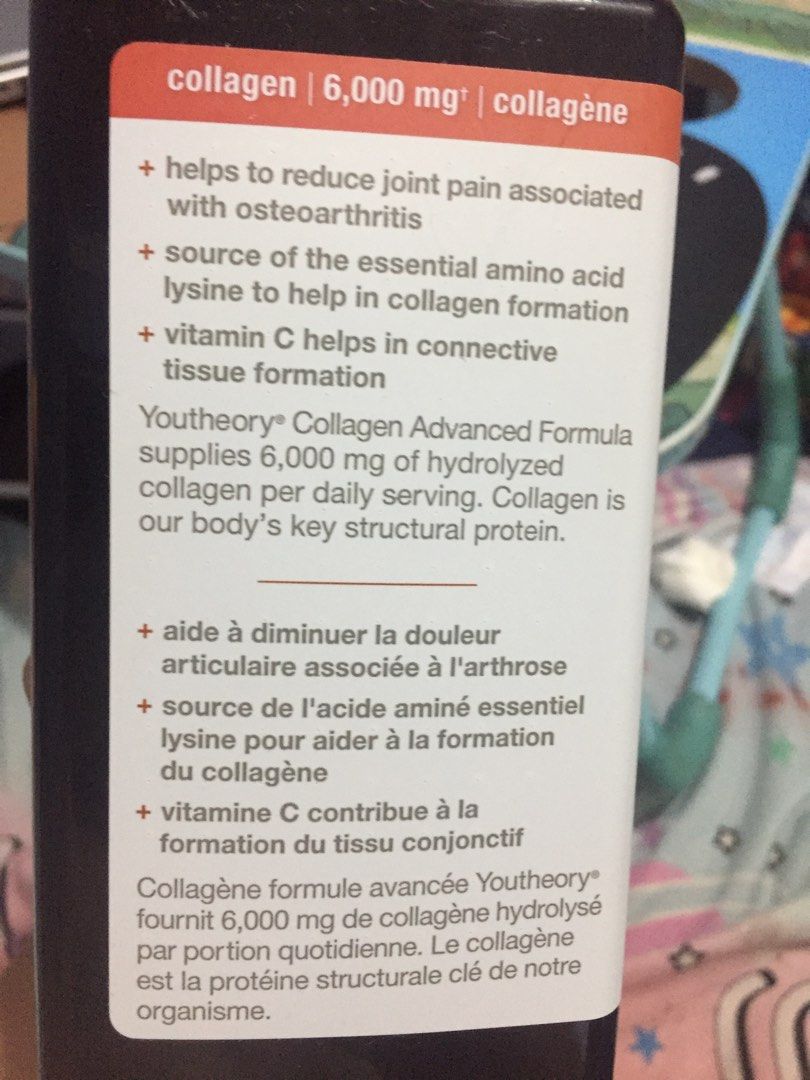 collagen | 6,000 mg† | collagène
+ helps to reduce joint pain associated
with osteoarthritis
+ source of the essential amino acid
lysine to help in collagen formation
+ vitamin C helps in connective
tissue formation
Youtheory® Collagen Advanced Formula
supplies 6,000 mg of hydrolyzed
collagen per daily serving. Collagen is
our body's key structural protein.
+ aide à diminuer la douleur
articulaire associée à l'arthrose
+ source de l'acide aminé essentiel
lysine pour aider à la formation
du collagène
+ vitamine C contribue à la
formation du tissu conjonctif
Collagène formule avancée Youtheory®
fournit 6,000 mg de collagène hydrolysé
par portion quotidienne. Le collagène
est la protéine structurale clé de notre
organisme.